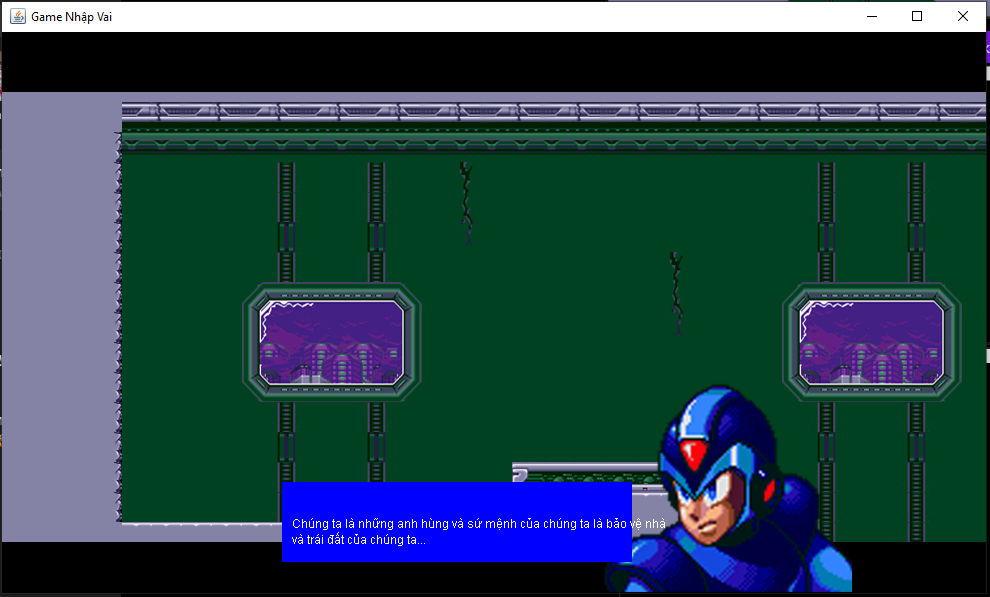 Game Nhập Vai
Chúng ta là những anh hùng và sứ mệnh của chúng ta là bảo vệ nhà
và trái đất của chúng ta...